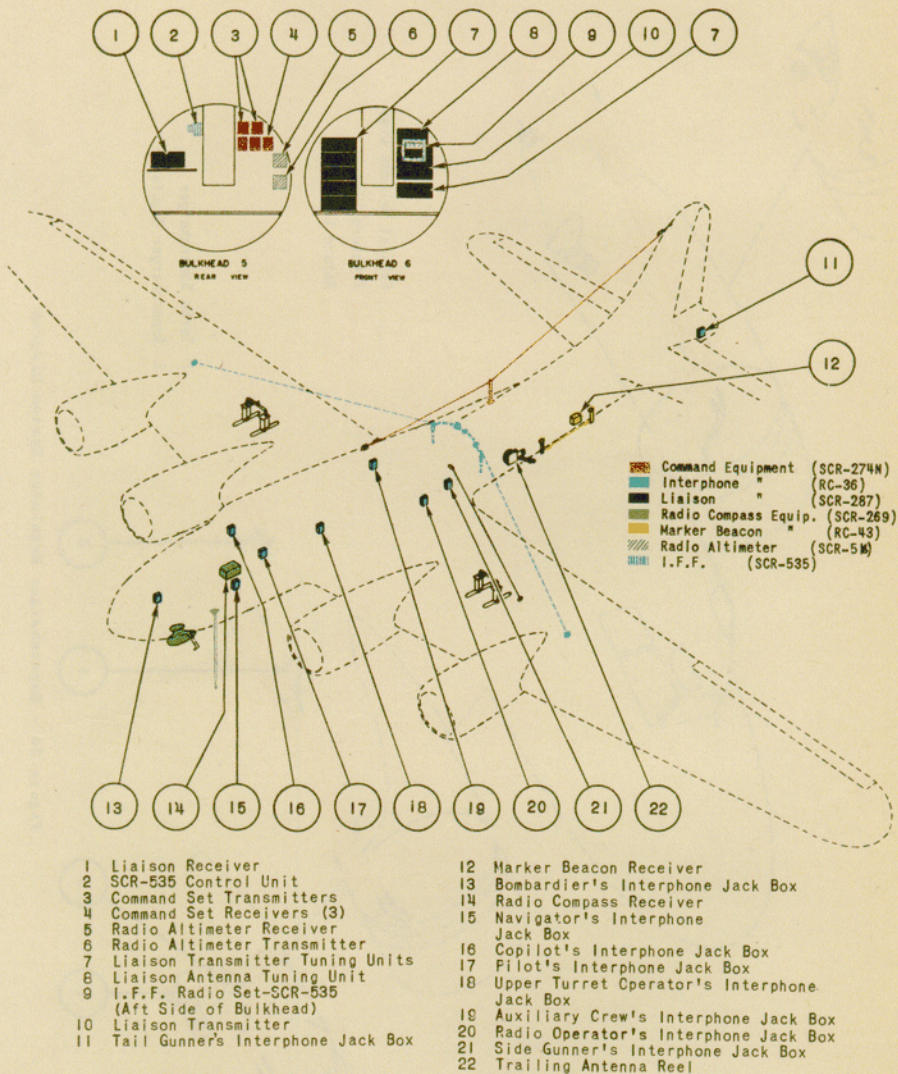 1 2 3 4 5 6 7 8 9 10 7
BULKHEAD 5
REAR VIEW
BULKHEAD 6
FRONT VIEW
11
12
Command Equipment (SCR-274N)
Interphone " (RC-36)
Liaison " (SCR-287)
Radio Compass Equip. (SCR-269)
Marker Beacon " (RC-43)
Radio Altimeter
I.F.F. (SCR-535)
13 14 15 16 17 18 19 20 21 22
1 Liaison Receiver
2 SCR-535 Control Unit
3 Command Set Transmitters
4 Command Set Receivers (3)
5 Radio Altimeter Receiver
6 Radio Altimeter Transmitter
7 Liaison Transmitter Tuning Units
8 Liaison Antenna Tuning Unit
9 I.F.F. Radio Set-SCR-535
(Aft Side of Bulkhead)
10 Liaison Transmitter
11 Tail Gunner's Interphone Jack Box
12 Marker Beacon Receiver
13 Bombardier's Interphone Jack Box
14 Radio Compass Receiver
15 Navigator's Interphone
Jack Box
16 Copilot's Interphone Jack Box
17 Pilot's Interphone Jack Box
18 Upper Turret Operator's Interphone
Jack Box
19 Auxiliary Crew's Interphone Jack Box
20 Radio Operator's Interphone Jack Box
21 Side Gunner's Interphone Jack Box
22 Trailing Antenna Reel